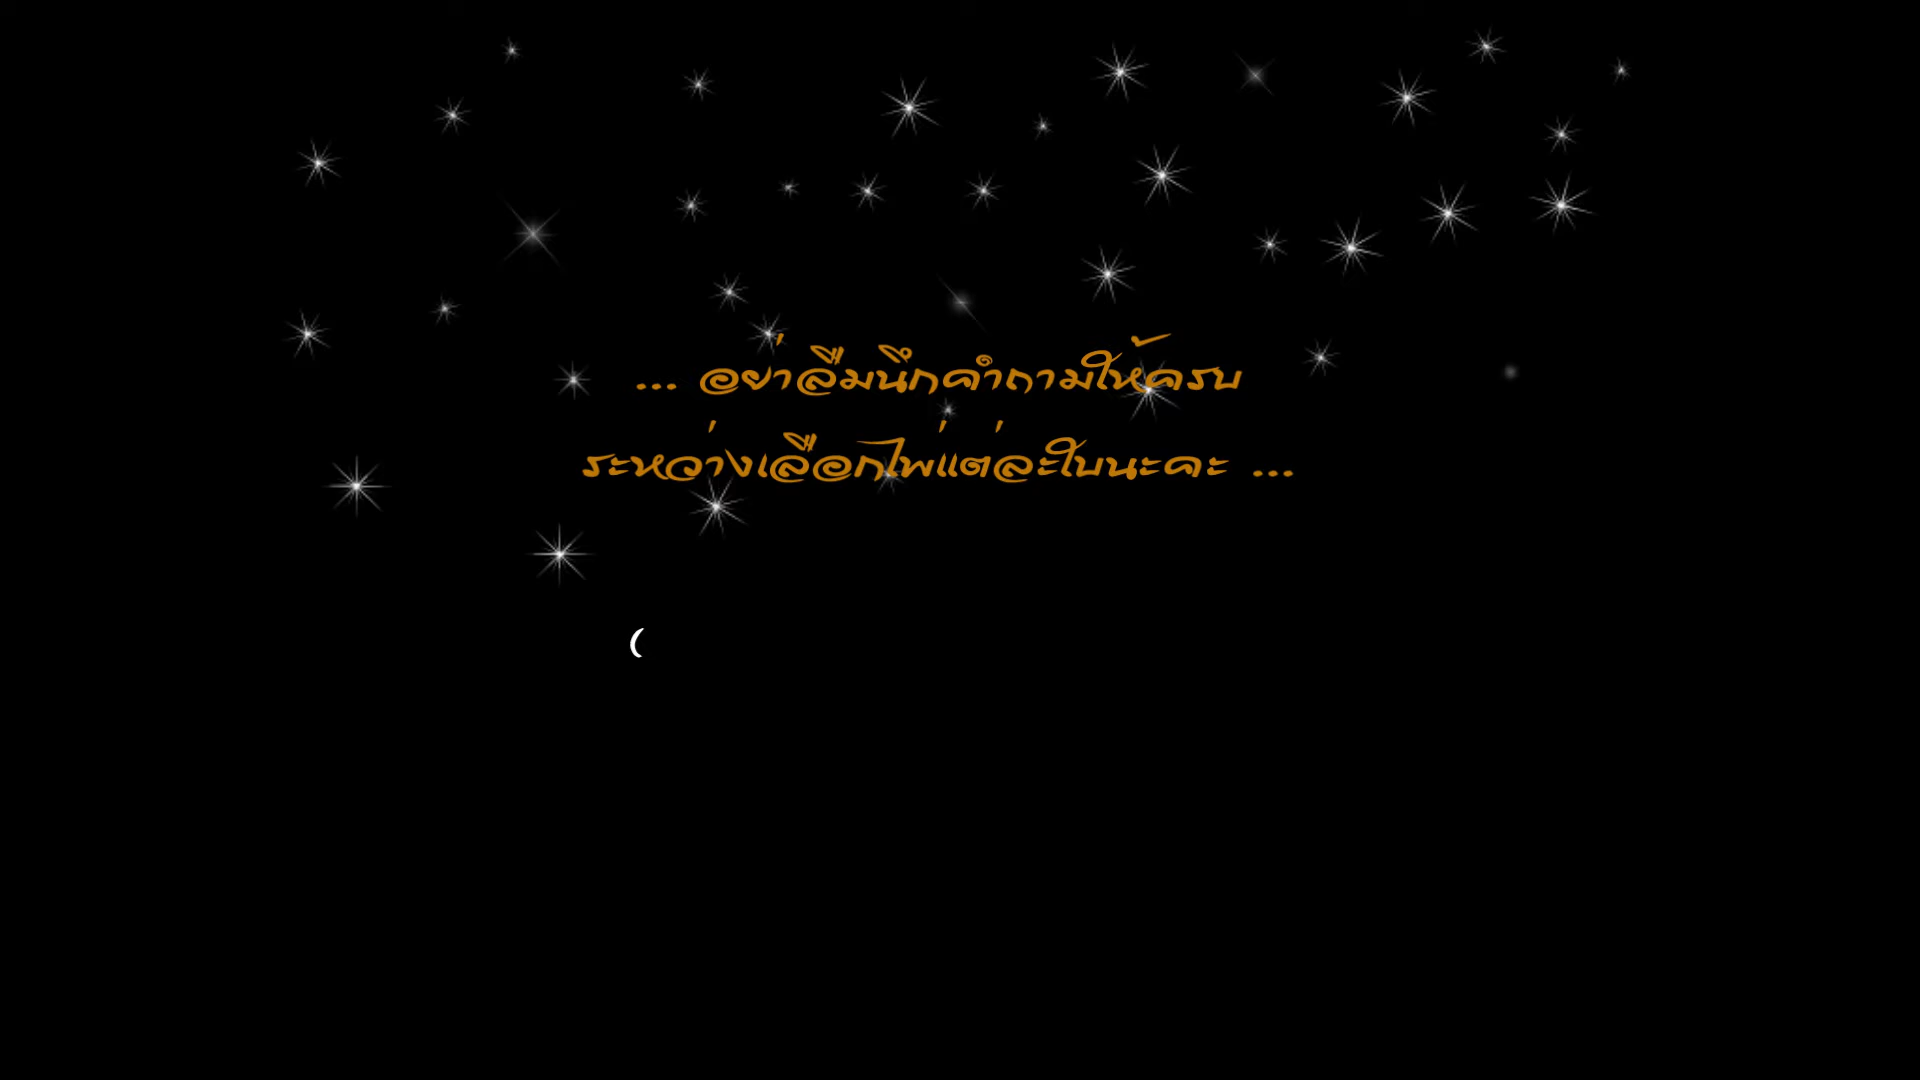 ... อย่าลืมนึกคำถามให้ครบ
ระหว่างเลือกไพ่แต่ละใบนะคะ ...
(